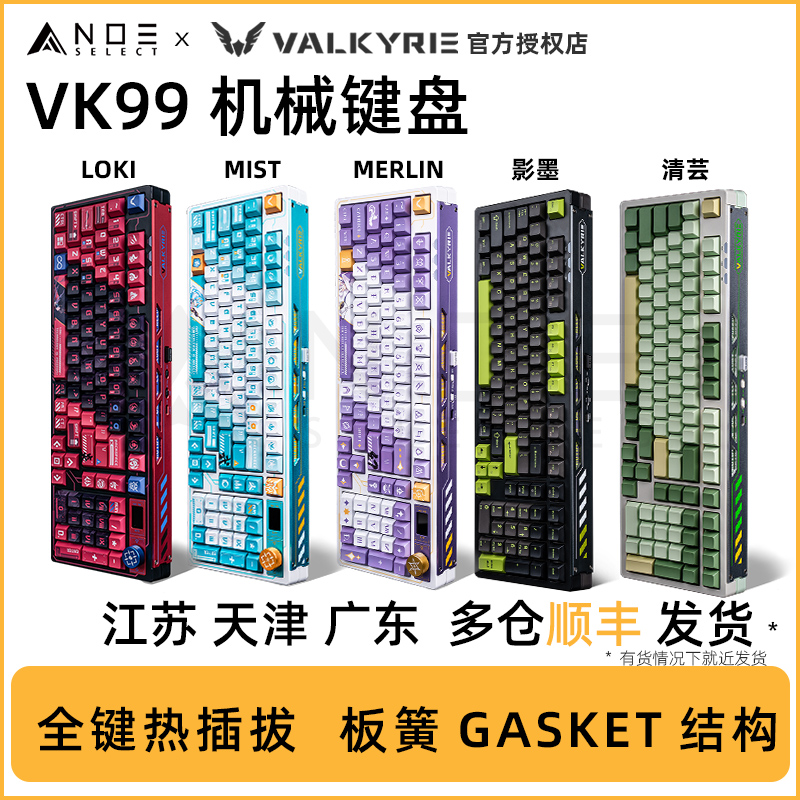 ANOE SELECT × VALKYRIE 官方授权店
VK99 机械键盘
LOKI MIST MERLIN 影墨 清芸
江苏 天津 广东 多仓顺丰 发货 *
* 有货情况下就近发货
全键热插拔 板簧 GASKET 结构